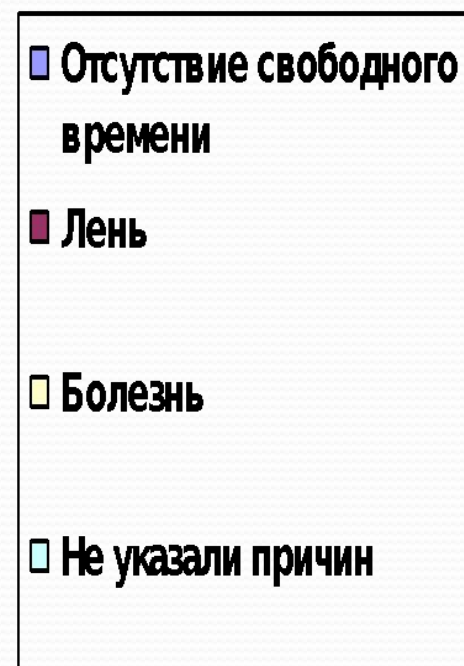 Отсутствие свободного
времени
Лень
Болезнь
Не указали причин